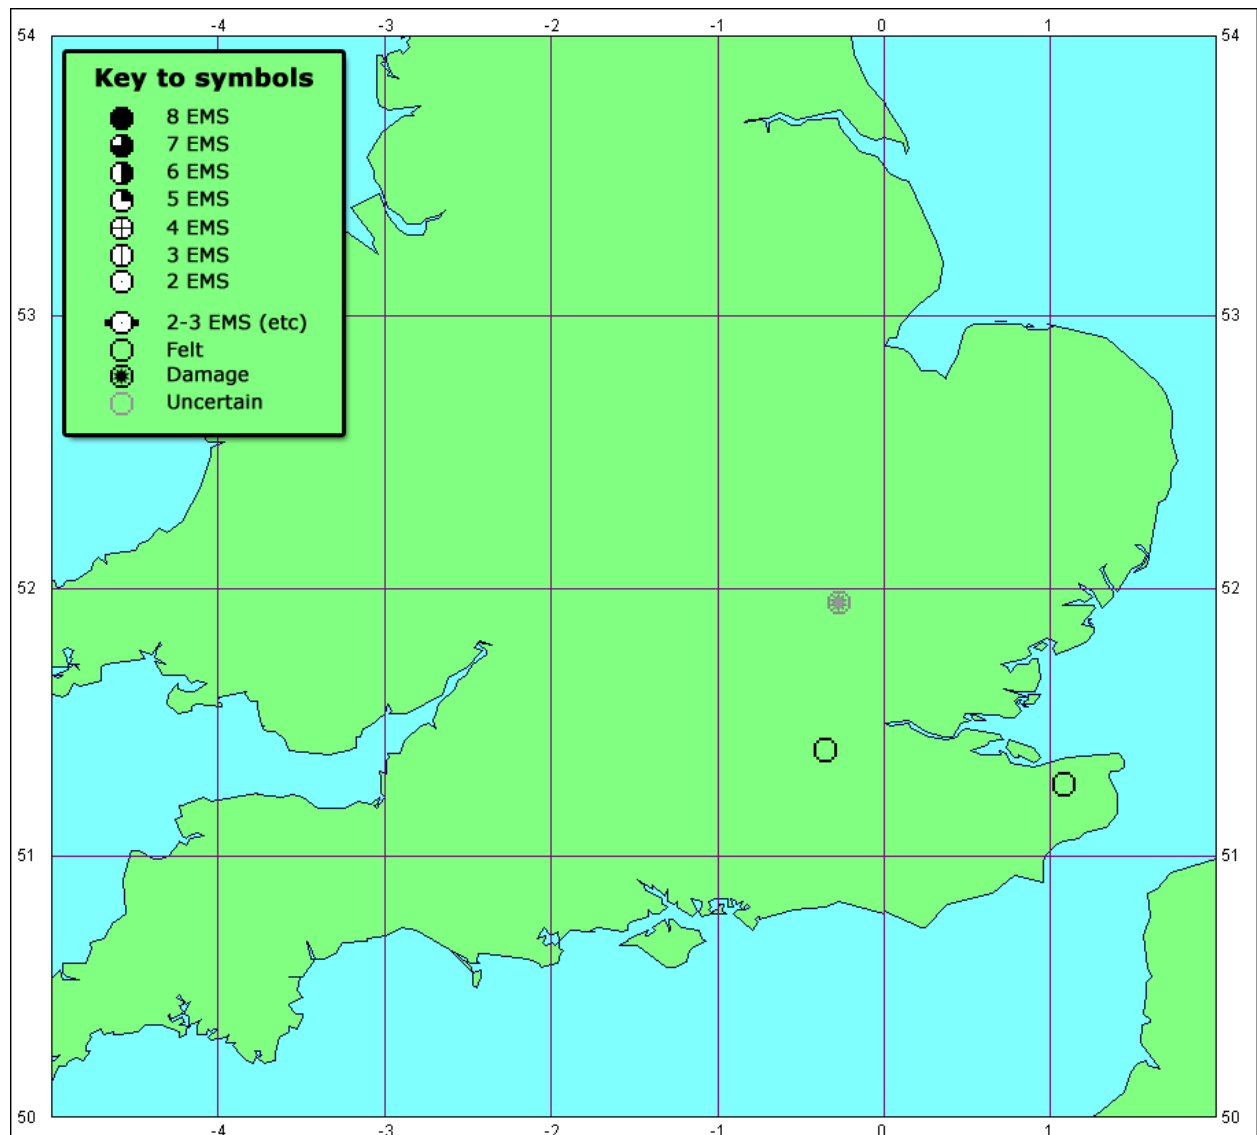 -4 -3 -2 -1 0 1
54 54
Key to symbols
8 EMS
7 EMS
6 EMS
5 EMS
4 EMS
3 EMS
2 EMS
2-3 EMS (etc)
Felt
Damage
Uncertain
53 53
52 52
51 51
50 50
-4 -3 -2 -1 0 1